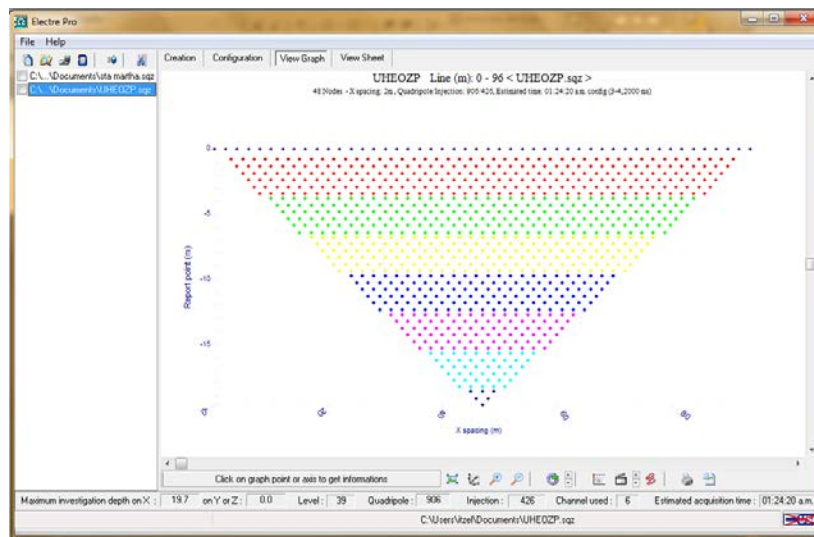 Electre Pro
File Help
Creation Configuration View Graph View Sheet
C:\...\Documents\sta martha.sqz
C:\...\Documents\UHEOZP.sqz
UHEOZP Line (m): 0 - 96 < UHEOZP.sqz >
48 Nodes - X spacing: 2m, Quadripole/Injection: 906/426, Estimated time: 01:24:20 a.m. config (3-4,2000 ms)
0
-5
-10
-15
Report point (m)
X spacing (m)
Click on graph point or axis to get informations
Maximum investigation depth on X : 19.7 on Y or Z : 0.0 Level : 39 Quadripole : 906 Injection : 426 Channel used : 6 Estimated acquisition time : 01:24:20 a.m.
C:\Users\itzel\Documents\UHEOZP.sqz